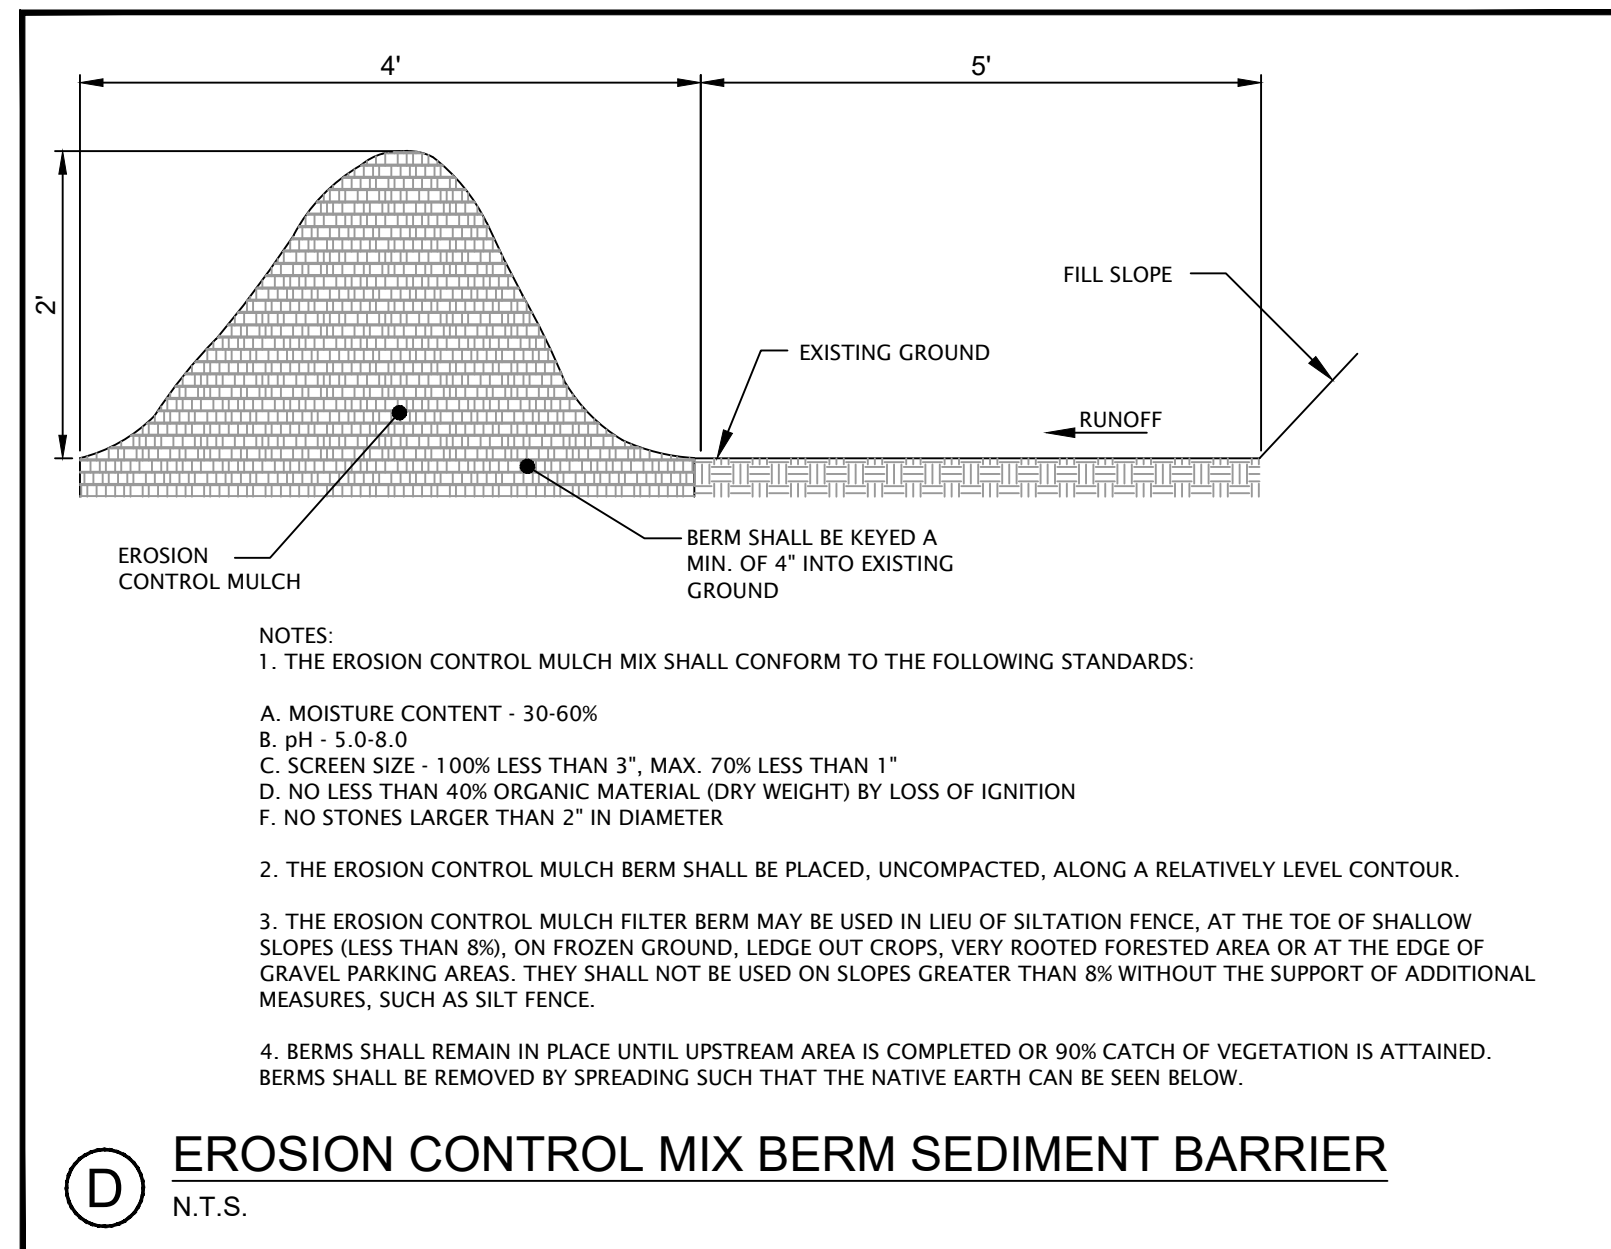 4'
5'
2'
FILL SLOPE
EXISTING GROUND
RUNOFF
EROSION
CONTROL MULCH
BERM SHALL BE KEYED A
MIN. OF 4" INTO EXISTING
GROUND
NOTES:
1. THE EROSION CONTROL MULCH MIX SHALL CONFORM TO THE FOLLOWING STANDARDS:
A. MOISTURE CONTENT - 30-60%
B. pH - 5.0-8.0
C. SCREEN SIZE - 100% LESS THAN 3", MAX. 70% LESS THAN 1"
D. NO LESS THAN 40% ORGANIC MATERIAL (DRY WEIGHT) BY LOSS OF IGNITION
F. NO STONES LARGER THAN 2" IN DIAMETER
2. THE EROSION CONTROL MULCH BERM SHALL BE PLACED, UNCOMPACTED, ALONG A RELATIVELY LEVEL CONTOUR.
3. THE EROSION CONTROL MULCH FILTER BERM MAY BE USED IN LIEU OF SILTATION FENCE, AT THE TOE OF SHALLOW
SLOPES (LESS THAN 8%), ON FROZEN GROUND, LEDGE OUT CROPS, VERY ROOTED FORESTED AREA OR AT THE EDGE OF
GRAVEL PARKING AREAS. THEY SHALL NOT BE USED ON SLOPES GREATER THAN 8% WITHOUT THE SUPPORT OF ADDITIONAL
MEASURES, SUCH AS SILT FENCE.
4. BERMS SHALL REMAIN IN PLACE UNTIL UPSTREAM AREA IS COMPLETED OR 90% CATCH OF VEGETATION IS ATTAINED.
BERMS SHALL BE REMOVED BY SPREADING SUCH THAT THE NATIVE EARTH CAN BE SEEN BELOW.
D
EROSION CONTROL MIX BERM SEDIMENT BARRIER
N.T.S.